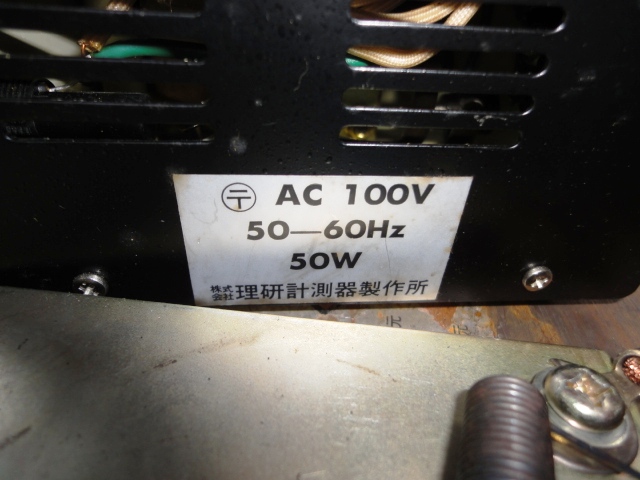 〶 AC 100V
50—60Hz
50W
株式会社 理研計測器製作所